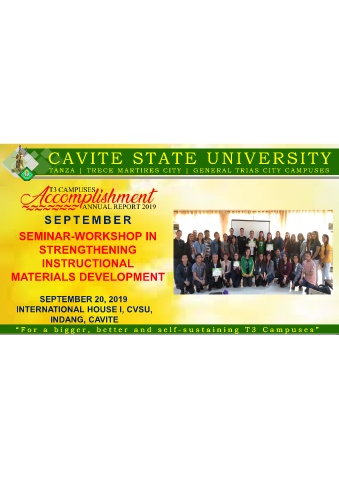 CAVITE STATE UNIVERSITY
TANZA | TRECE MARTIRES CITY | GENERAL TRIAS CITY CAMPUSES
T3 CAMPUSES
Accomplishment
ANNUAL REPORT 2019
SEPTEMBER
SEMINAR-WORKSHOP IN
STRENGTHENING
INSTRUCTIONAL
MATERIALS DEVELOPMENT
SEPTEMBER 20, 2019
INTERNATIONAL HOUSE I, CVSU,
INDANG, CAVITE
"For a bigger, better and self-sustaining T3 Campuses"